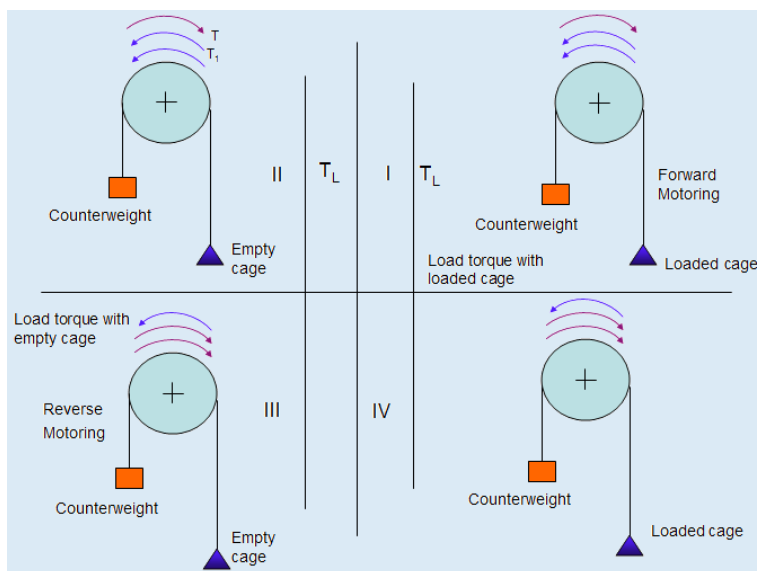 T
T1
II
TL
I
TL
Forward
Motoring
Counterweight
Counterweight
Empty
cage
Load torque with
loaded cage
Loaded cage
Load torque with
empty cage
Reverse
Motoring
III
IV
Counterweight
Counterweight
Empty
cage
Loaded cage